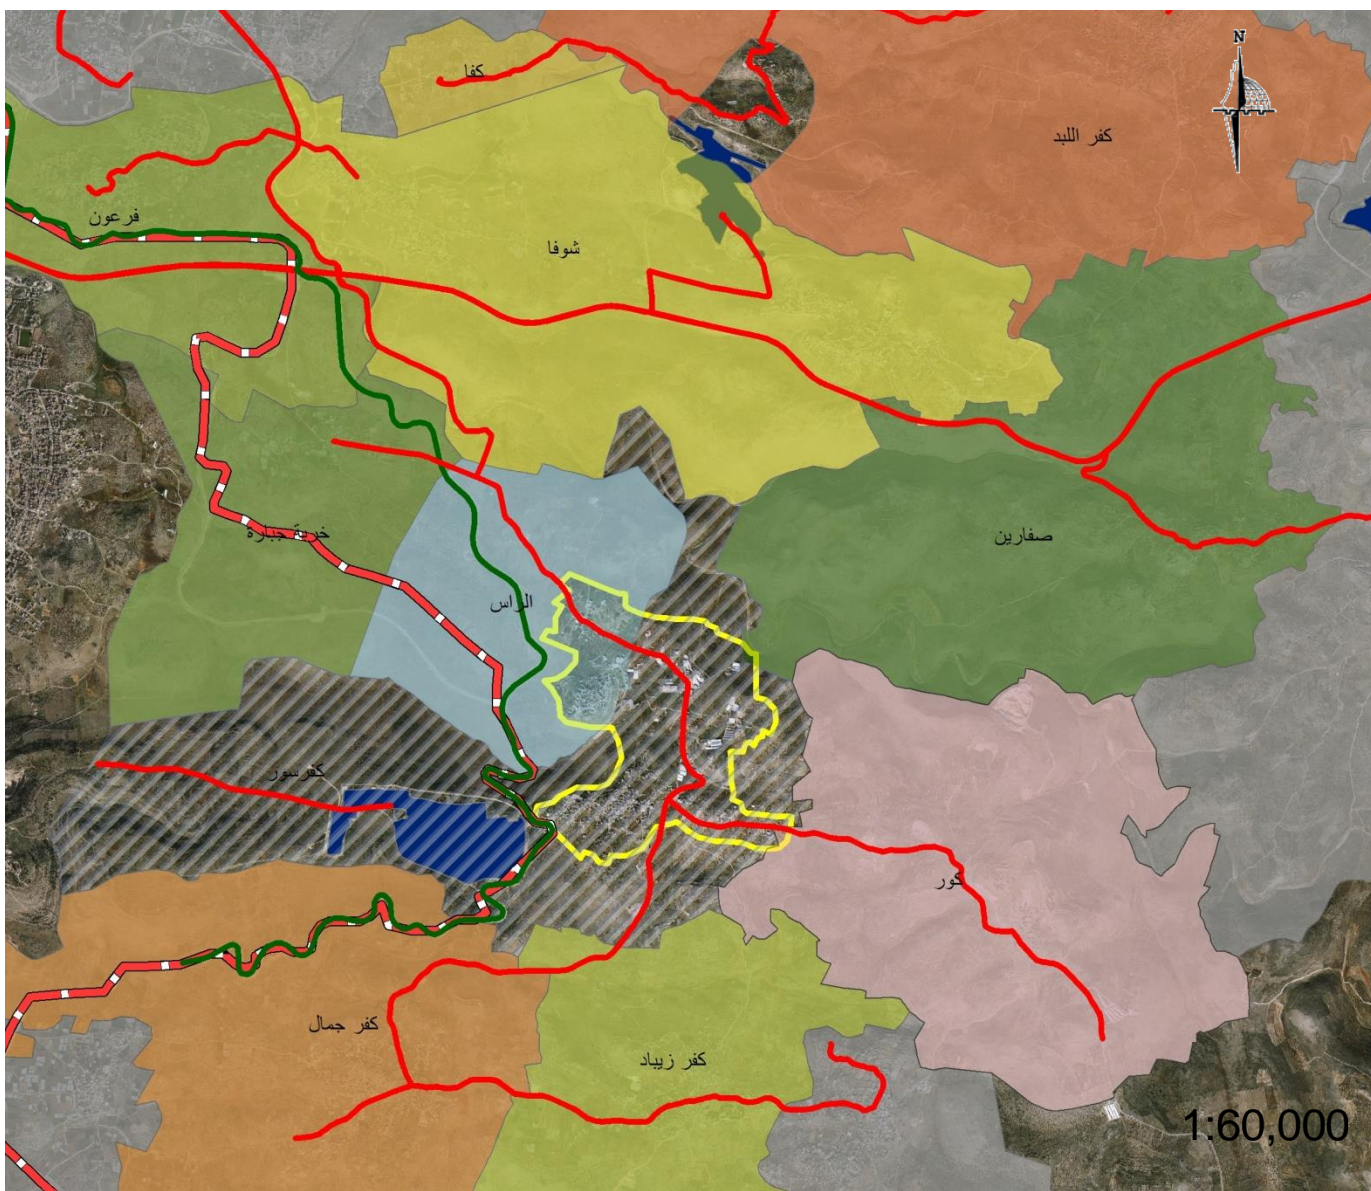 N
كفا
كفر اللبد
فرعون
شوفا
خربة جبارة
صفارين
الراس
كفرسور
كور
كفر جمال
كفر زيباد
1:60,000